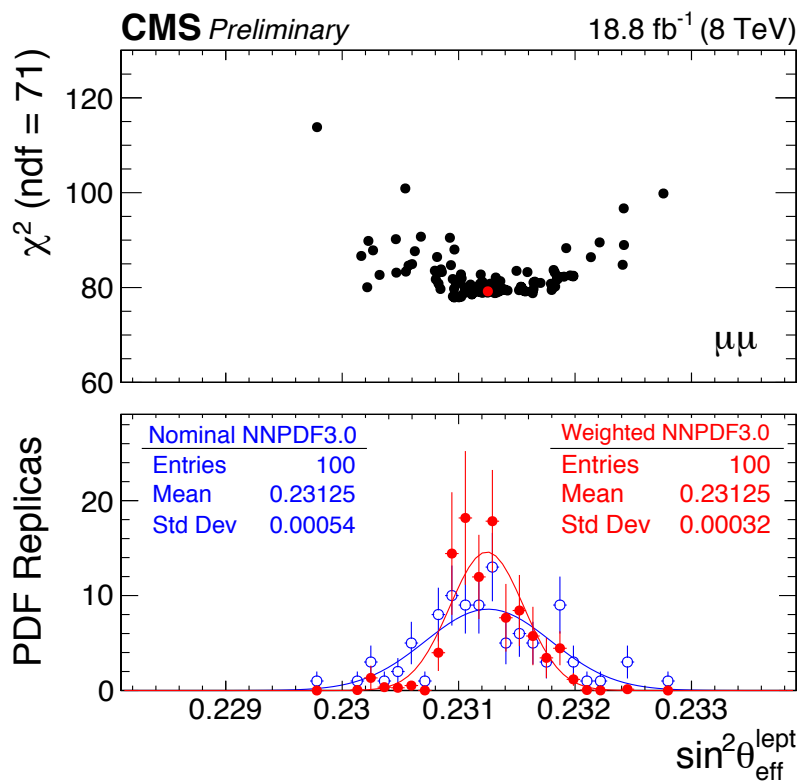 CMS Preliminary 18.8 fb⁻¹ (8 TeV)
χ² (ndf = 71)
120
100
80
60
μμ
PDF Replicas
20
10
0
Nominal NNPDF3.0
Entries 100
Mean 0.23125
Std Dev 0.00054
Weighted NNPDF3.0
Entries 100
Mean 0.23125
Std Dev 0.00032
0.229 0.23 0.231 0.232 0.233
sin²θ_eff^lept